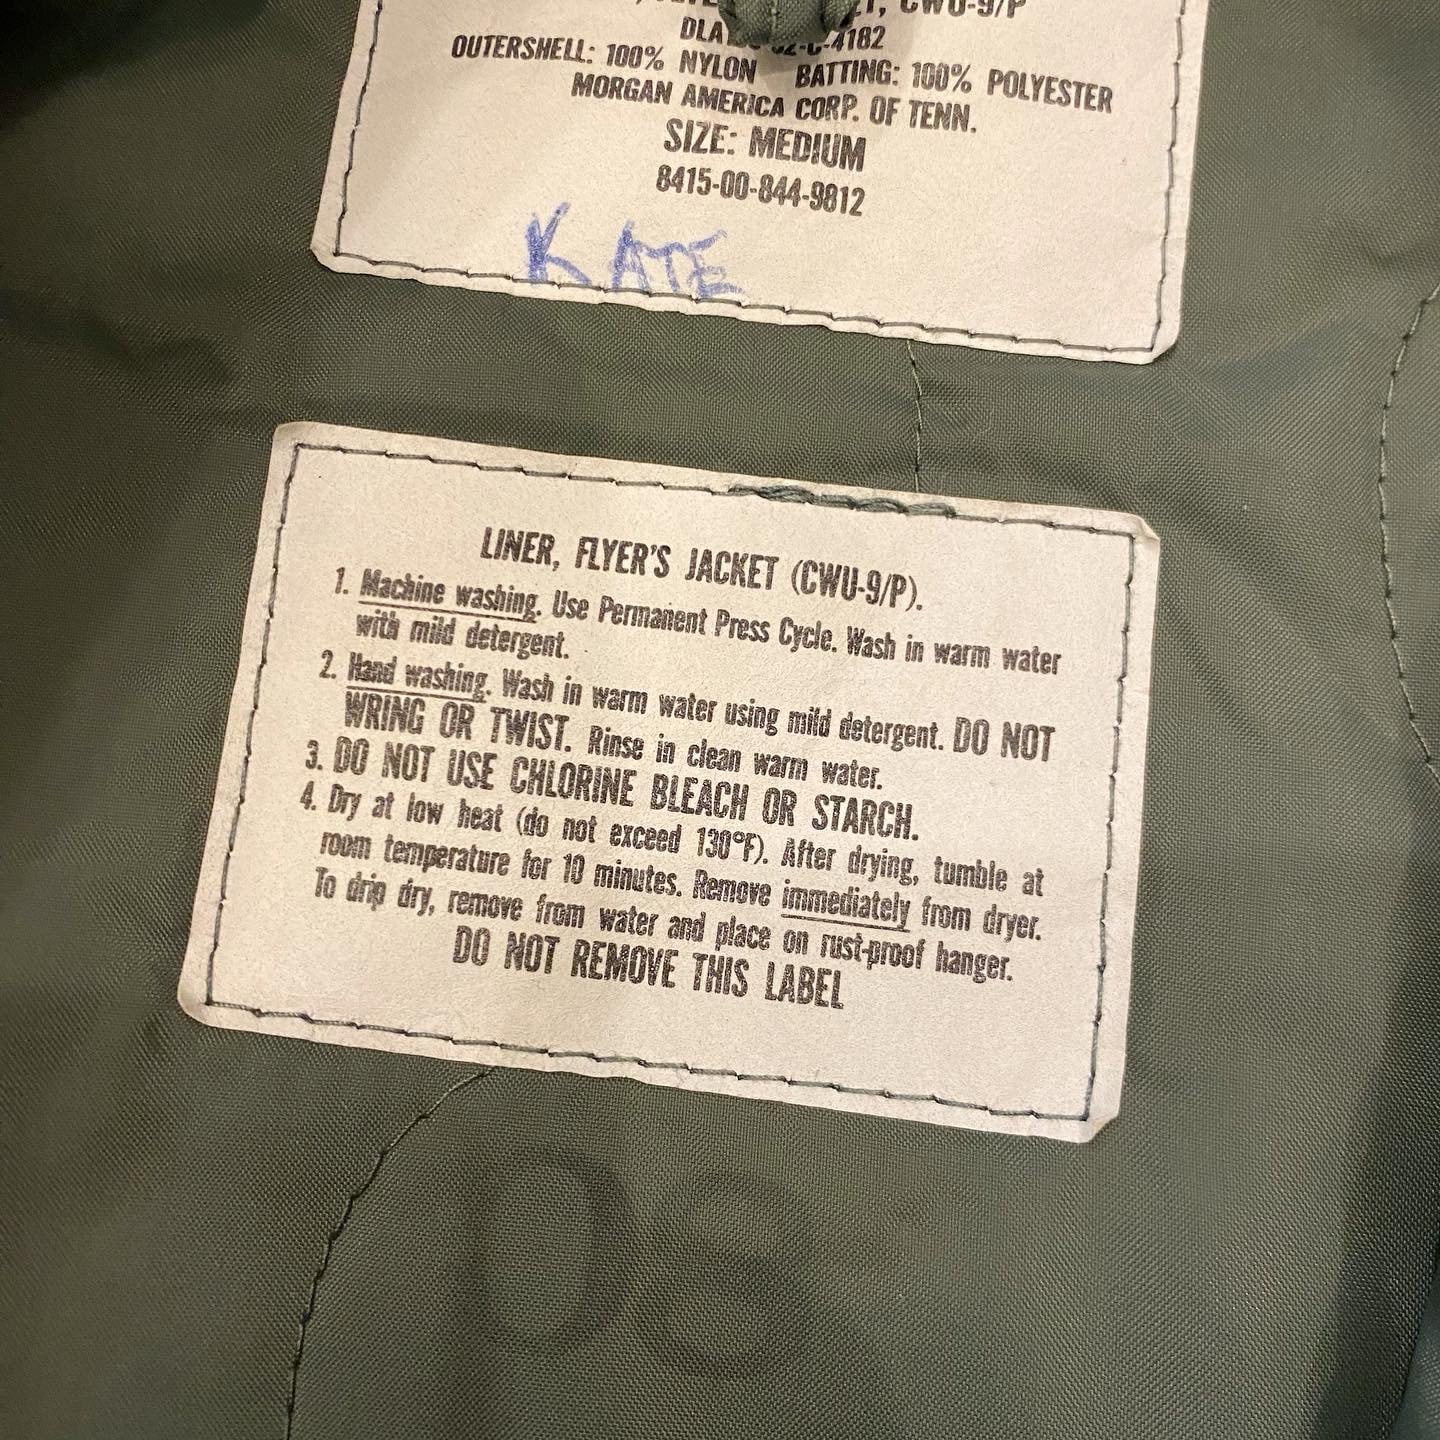 CWU-9/P
DLA 4182
OUTERSHELL: 100% NYLON BATTING: 100% POLYESTER
MORGAN AMERICA CORP. OF TENN.
SIZE: MEDIUM
8415-00-844-9812
KATE
LINER, FLYER'S JACKET (CWU-9/P).
1. Machine washing. Use Permanent Press Cycle. Wash in warm water
with mild detergent.
2. Hand washing. Wash in warm water using mild detergent. DO NOT
WRING OR TWIST. Rinse in clean warm water.
3. DO NOT USE CHLORINE BLEACH OR STARCH.
4. Dry at low heat (do not exceed 130°F). After drying, tumble at
room temperature for 10 minutes. Remove immediately from dryer.
To drip dry, remove from water and place on rust-proof hanger.
DO NOT REMOVE THIS LABEL